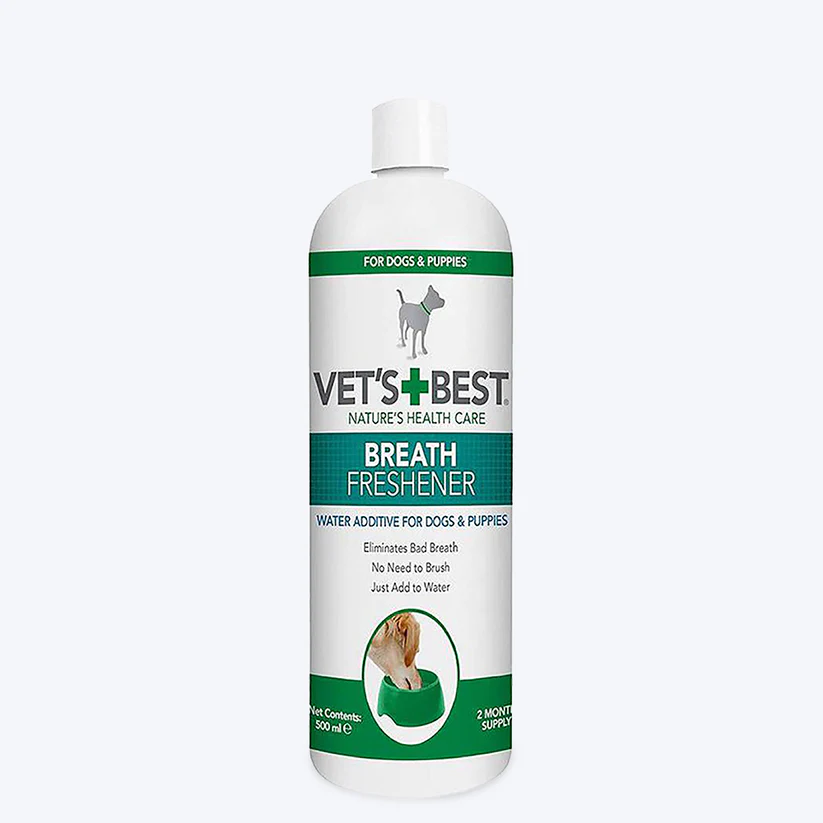 FOR DOGS & PUPPIES
VET'S+BEST®
NATURE'S HEALTH CARE
BREATH
FRESHENER
WATER ADDITIVE FOR DOGS & PUPPIES
Eliminates Bad Breath
No Need to Brush
Just Add to Water
Net Contents:
500 ml ℮
2 MONTH
SUPPLY